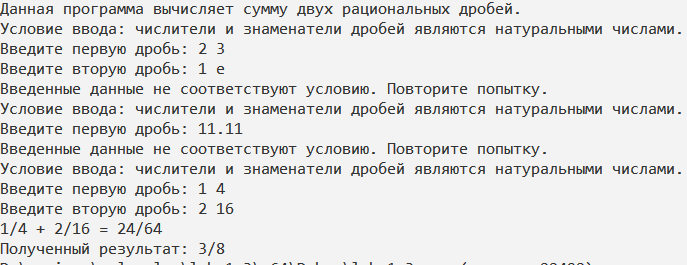 Данная программа вычисляет сумму двух рациональных дробей.
Условие ввода: числители и знаменатели дробей являются натуральными числами.
Введите первую дробь: 2 3
Введите вторую дробь: 1 e
Введенные данные не соответствуют условию. Повторите попытку.
Условие ввода: числители и знаменатели дробей являются натуральными числами.
Введите первую дробь: 11.11
Введенные данные не соответствуют условию. Повторите попытку.
Условие ввода: числители и знаменатели дробей являются натуральными числами.
Введите первую дробь: 1 4
Введите вторую дробь: 2 16
1/4 + 2/16 = 24/64
Полученный результат: 3/8